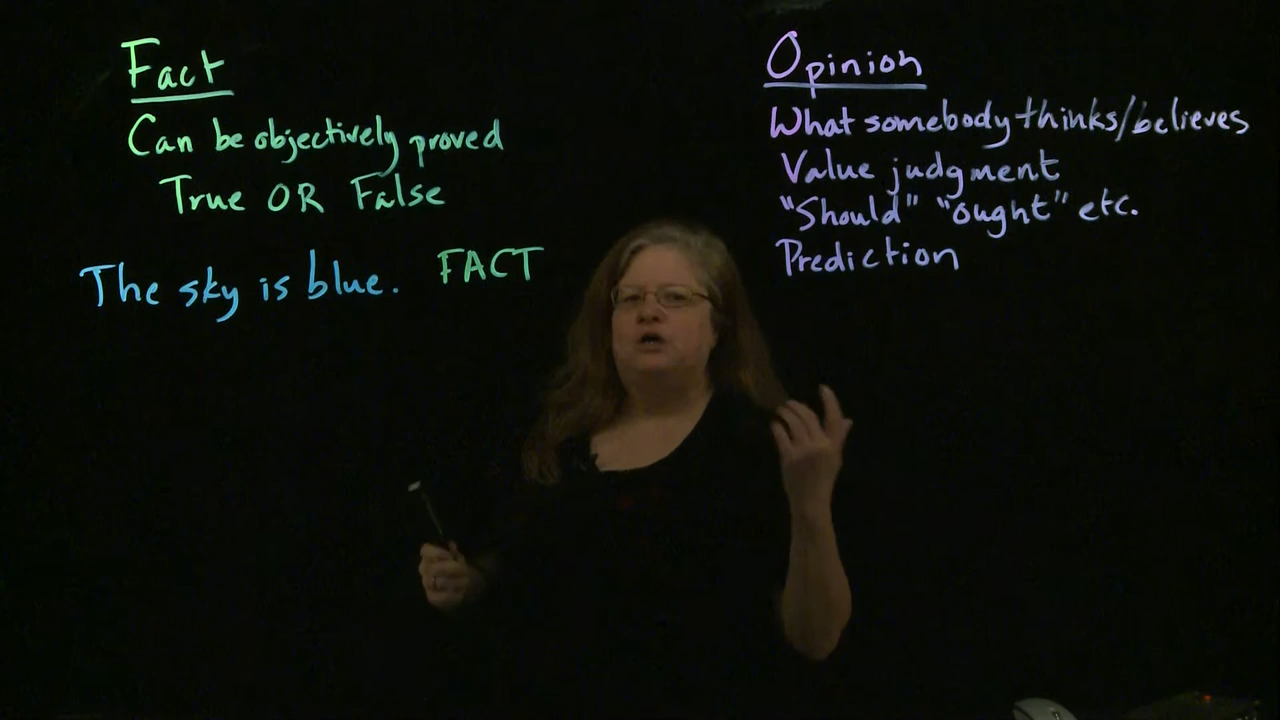 Fact
Can be objectively proved
True OR False
The sky is blue. FACT
Opinion
What somebody thinks/believes
Value judgment
"Should" "ought" etc.
Prediction